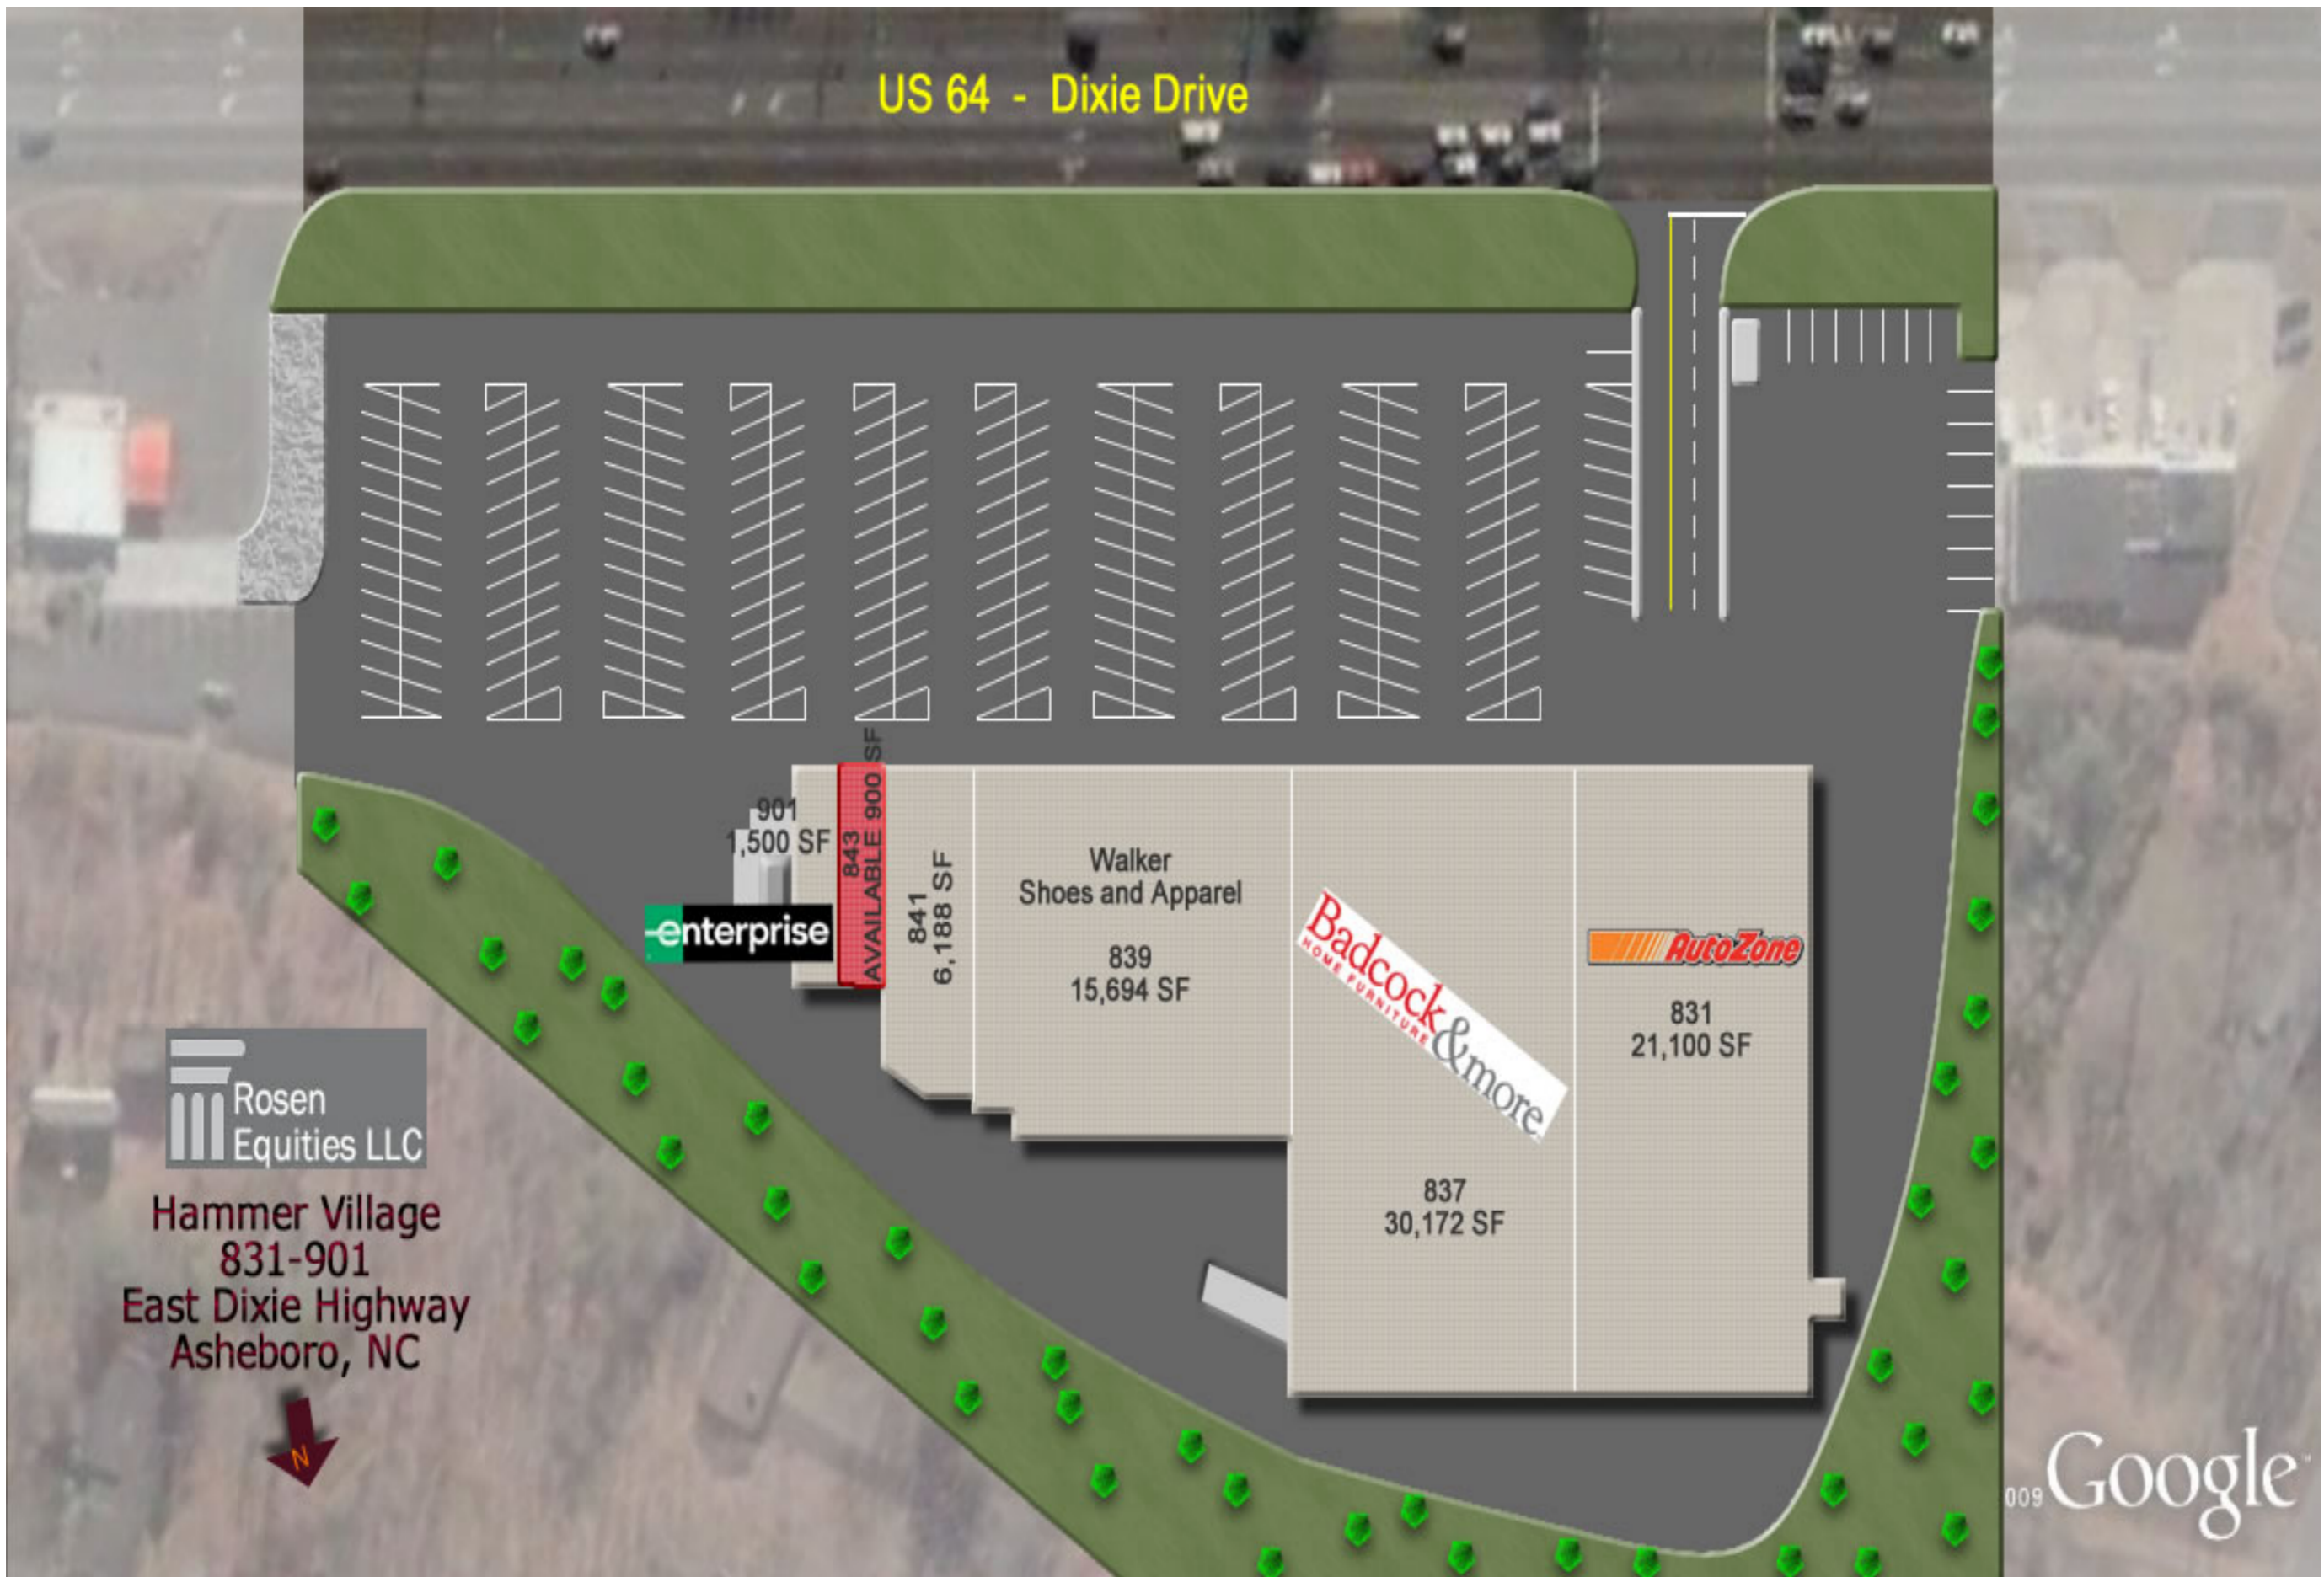 US 64 - Dixie Drive
901
1,500 SF
enterprise
843
AVAILABLE 900 SF
841
6,188 SF
Walker
Shoes and Apparel
839
15,694 SF
Badcock
HOME FURNITURE
&more
837
30,172 SF
AutoZone
831
21,100 SF
Rosen
Equities LLC
Hammer Village
831-901
East Dixie Highway
Asheboro, NC
N
009 Google